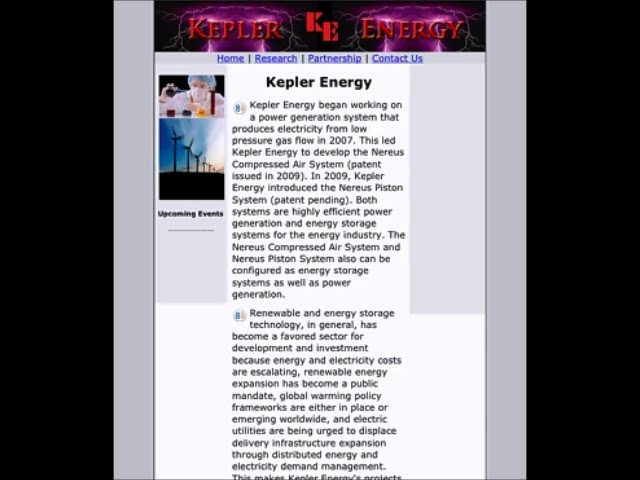 KEPLER KE ENERGY
Home | Research | Partnership | Contact Us
Kepler Energy
Kepler Energy began working on
a power generation system that
produces electricity from low
pressure gas flow in 2007. This led
Kepler Energy to develop the Nereus
Compressed Air System (patent
issued in 2009). In 2009, Kepler
Energy introduced the Nereus Piston
System (patent pending). Both
systems are highly efficient power
generation and energy storage
systems for the energy industry. The
Nereus Compressed Air System and
Nereus Piston System also can be
configured as energy storage
systems as well as power
generation.
Renewable and energy storage
technology, in general, has
become a favored sector for
development and investment
because energy and electricity costs
are escalating, renewable energy
expansion has become a public
mandate, global warming policy
frameworks are either in place or
emerging worldwide, and electric
utilities are being urged to displace
delivery infrastructure expansion
through distributed energy and
electricity demand management.
This makes Kepler Energy's projects
Upcoming Events